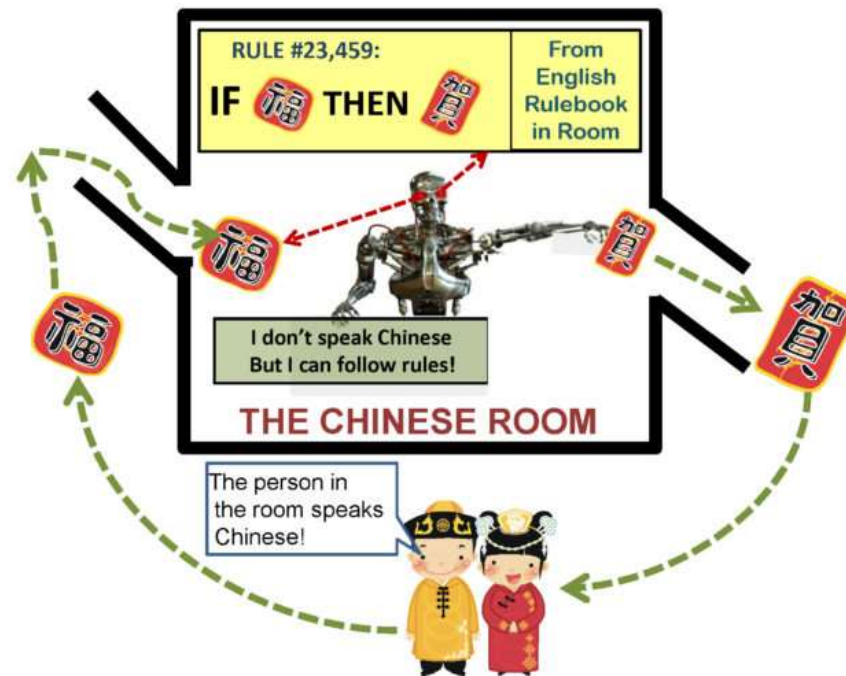 RULE #23,459:
IF 福 THEN 賀
From
English
Rulebook
in Room
福
賀
福
賀
I don't speak Chinese
But I can follow rules!
THE CHINESE ROOM
The person in
the room speaks
Chinese!